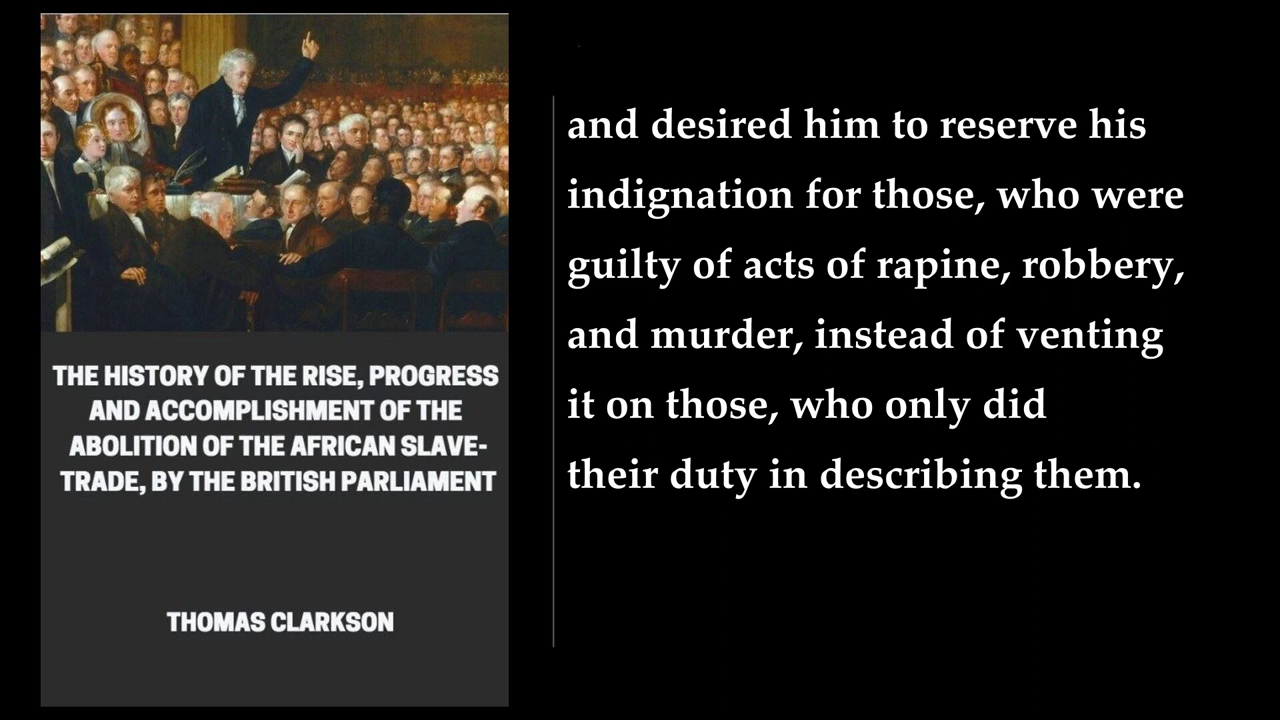 THE HISTORY OF THE RISE, PROGRESS
AND ACCOMPLISHMENT OF THE
ABOLITION OF THE AFRICAN SLAVE-
TRADE, BY THE BRITISH PARLIAMENT
THOMAS CLARKSON
and desired him to reserve his
indignation for those, who were
guilty of acts of rapine, robbery,
and murder, instead of venting
it on those, who only did
their duty in describing them.